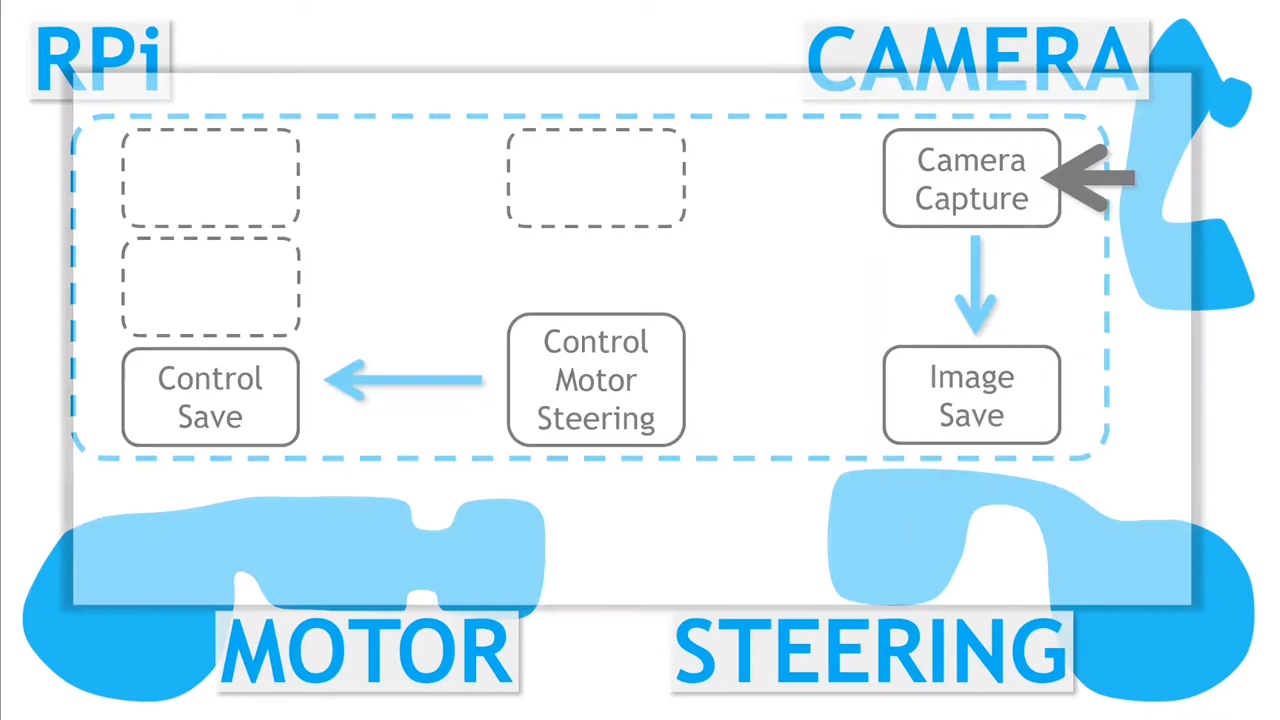 RPi
CAMERA
Camera
Capture
Control
Save
Control
Motor
Steering
Image
Save
MOTOR
STEERING